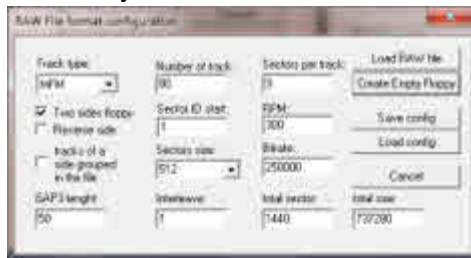 RAW File format configuration
Track type:
MFM
Number of track:
80
Sectors per track:
9
Load RAW file
Create Empty Floppy
Two sides floppy
Reverse side
Sector ID start:
1
RPM:
300
Save config
tracks of a
side grouped
in the file
Sectors size:
512
Bitrate:
250000
Load config
Cancel
GAP3 lenght:
50
Interleave:
1
total sector:
1440
total size:
737280